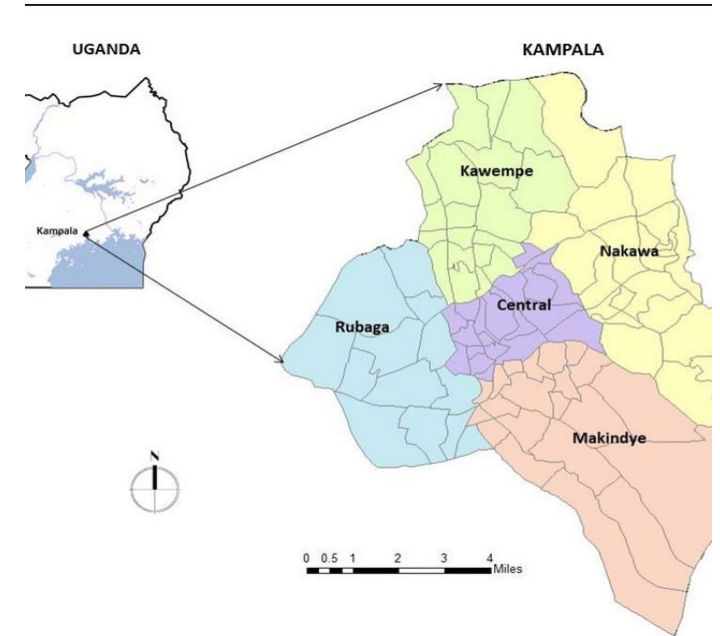 UGANDA
KAMPALA
Kawempe
Kampala
Nakawa
Central
Rubaga
Makindye
N
0 0.5 1 2 3 4
Miles